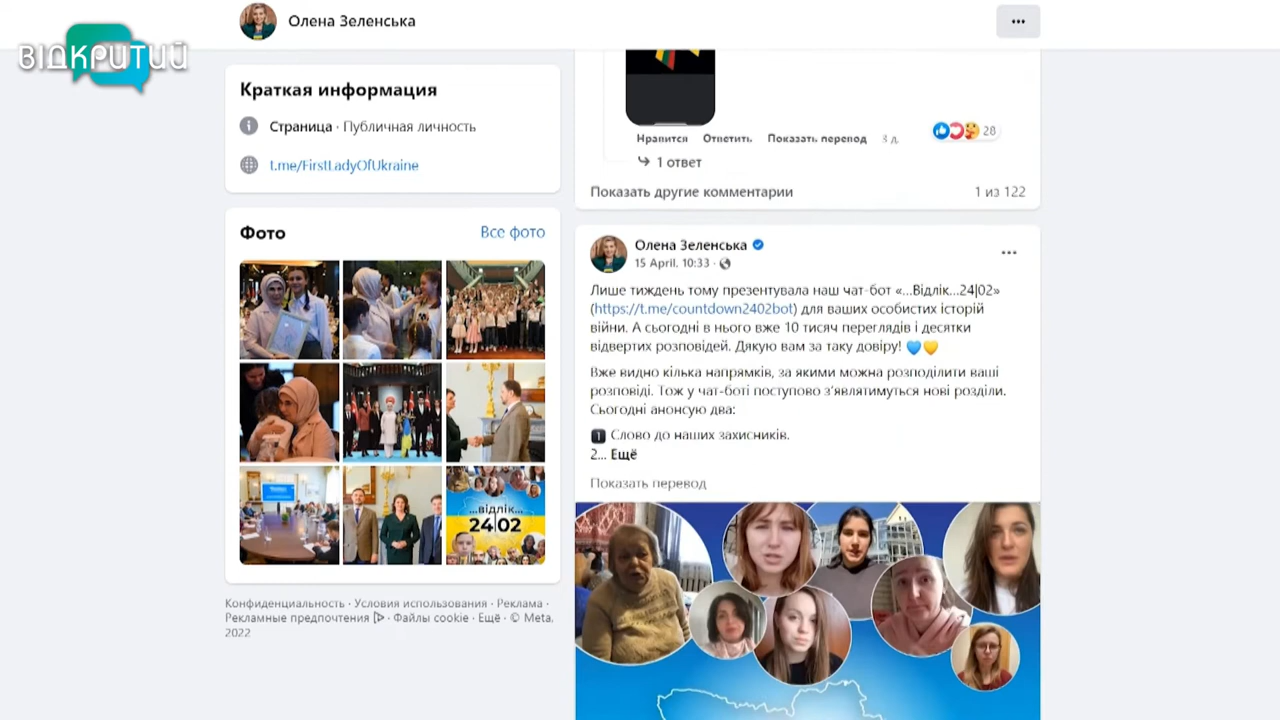 Олена Зеленська
ВІДКРИТИЙ
Краткая информация
Страница · Публичная личность
t.me/FirstLadyOfUkraine
Фото
Все фото
...відлік...
24|02
Конфиденциальность · Условия использования · Реклама ·
Рекламные предпочтения · Файлы cookie · Ещё · © Meta,
2022
Нравится Ответить Показать перевод 3 д.
28
1 ответ
Показать другие комментарии
1 из 122
Олена Зеленська
15 April, 10:33 ·
Лише тиждень тому презентувала наш чат-бот «...Відлік...24|02»
(https://t.me/countdown2402bot) для ваших особистих історій
війни. А сьогодні в нього вже 10 тисяч переглядів і десятки
відвертих розповідей. Дякую вам за таку довіру! 💙💛
Вже видно кілька напрямків, за якими можна розподілити ваші
розповіді. Тож у чат-боті поступово з’являтимуться нові розділи.
Сьогодні анонсую два:
1️⃣ Слово до наших захисників.
2... Ещё
Показать перевод